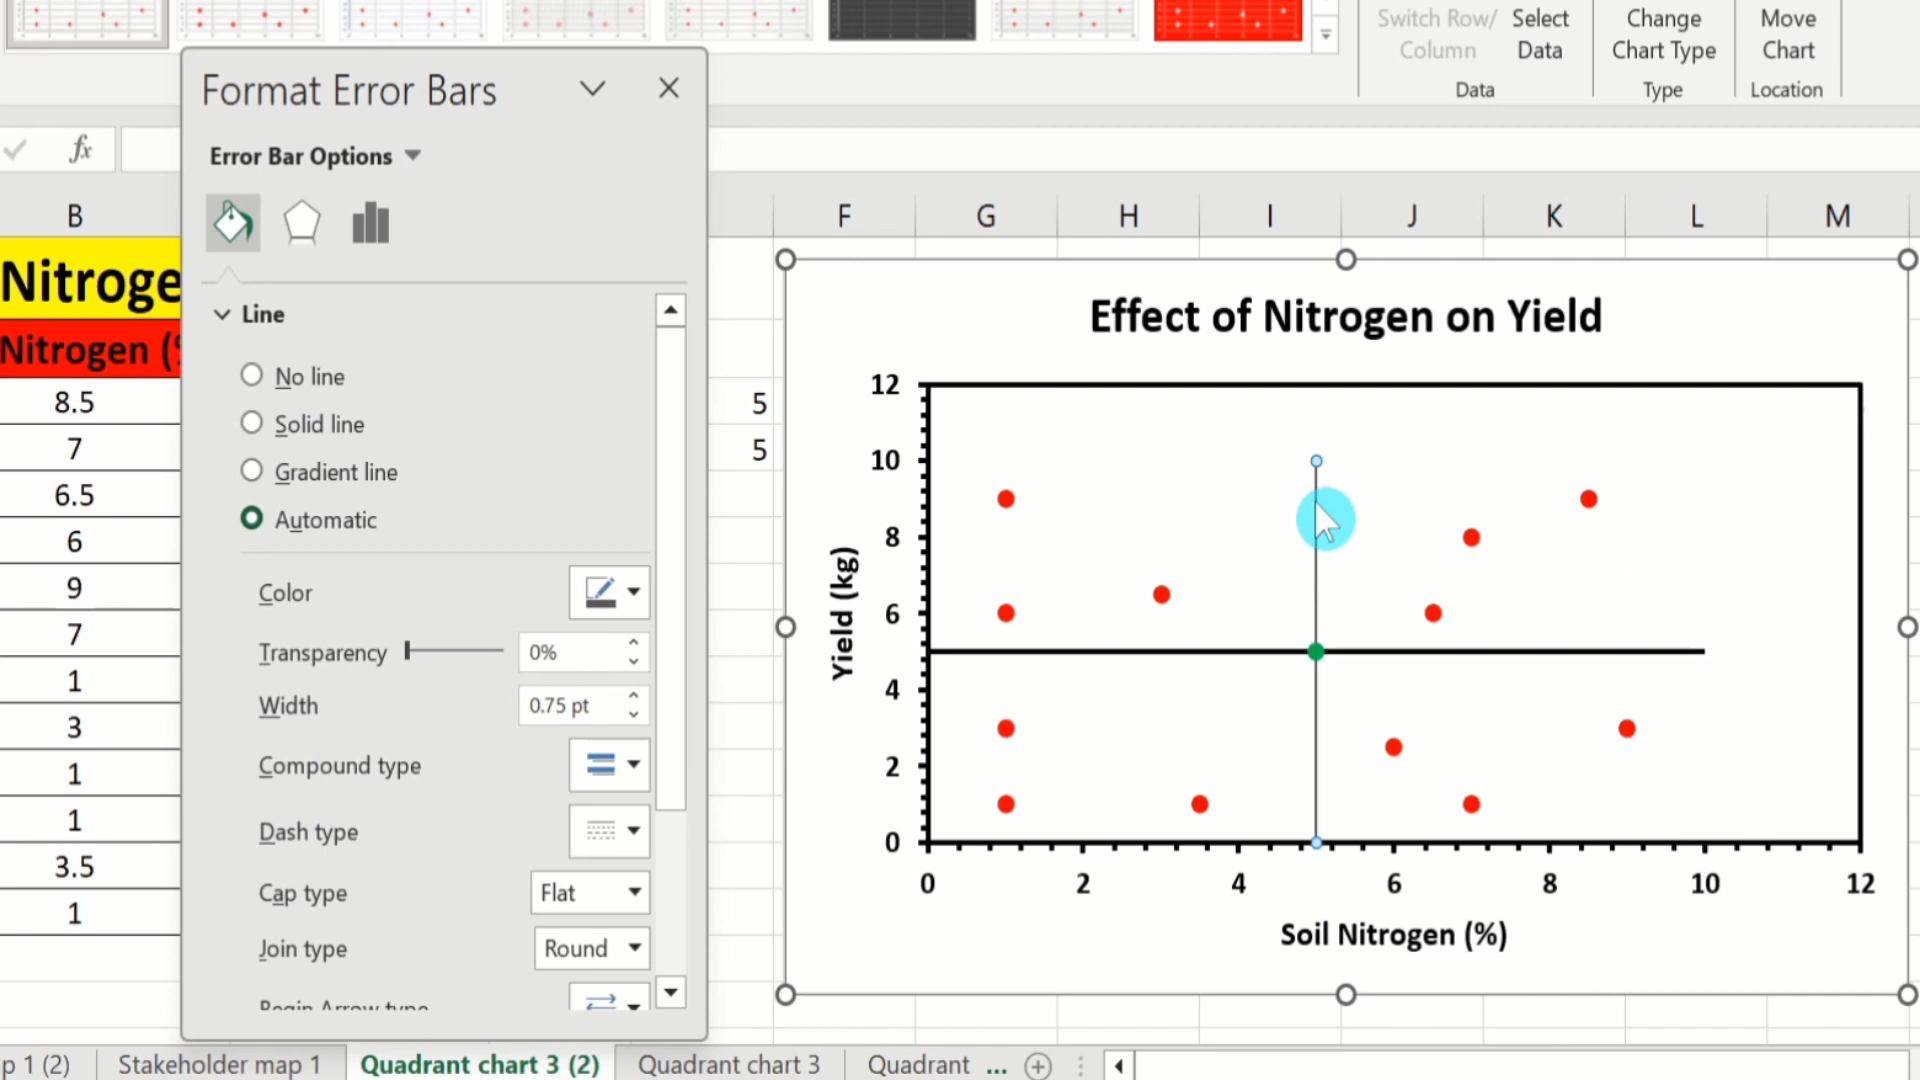 Switch Row/
Column
Select
Data
Data
Change
Chart Type
Type
Move
Chart
Location
fx
Format Error Bars
Error Bar Options
Line
No line
Solid line
Gradient line
Automatic
Color
Transparency 0%
Width 0.75 pt
Compound type
Dash type
Cap type Flat
Join type Round
Begin Arrow type
B F G H I J K L M
Nitroge
Nitrogen (%
8.5
7
6.5
6
9
7
1
3
1
1
3.5
1
5
5
Effect of Nitrogen on Yield
12
10
8
6
4
2
0
Yield (kg)
0 2 4 6 8 10 12
Soil Nitrogen (%)
p 1 (2) Stakeholder map 1 Quadrant chart 3 (2) Quadrant chart 3 Quadrant ...